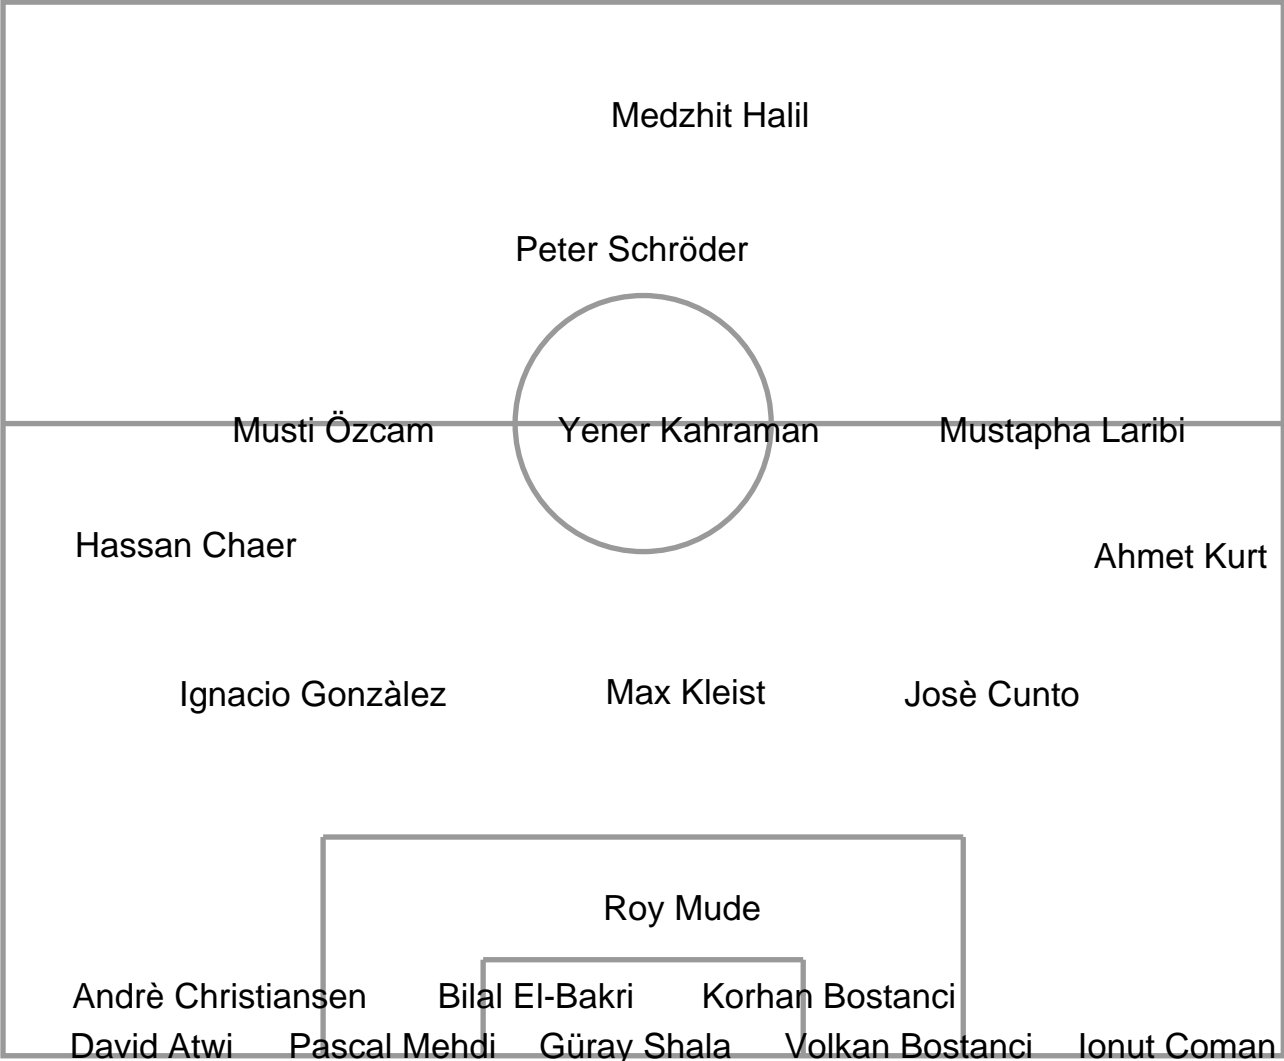 Medzhit Halil
Peter Schröder
Musti Özcam Yener Kahraman Mustapha Laribi
Hassan Chaer
Ahmet Kurt
Ignacio Gonzàlez Max Kleist Josè Cunto
Roy Mude
Andrè Christiansen Bilal El-Bakri Korhan Bostanci
David Atwi Pascal Mehdi Güray Shala Volkan Bostanci Ionut Coman